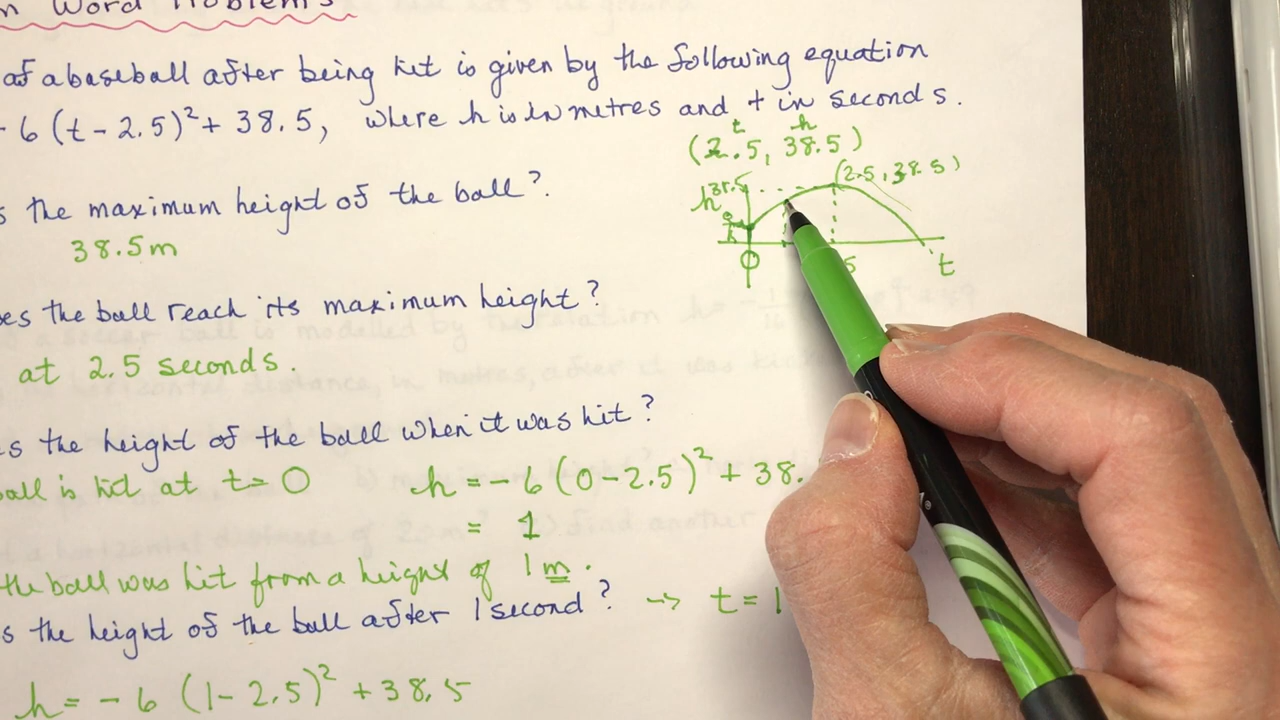 n Word Problems
of a baseball after being hit is given by the following equation
- 6 (t - 2.5)² + 38.5, where h is in metres and t in seconds.
t h
(2.5, 38.5)
(2.5, 38.5)
38.5
h
s the maximum height of the ball?
38.5m
0
5
t
es the ball reach its maximum height?
at 2.5 seconds.
s the height of the ball when it was hit?
ball is hit at t = 0 h = - 6 (0 - 2.5)² + 38.
= 1
the ball was hit from a height of 1 m.
s the height of the ball after 1 second? → t = 1
h = - 6 (1 - 2.5)² + 38.5